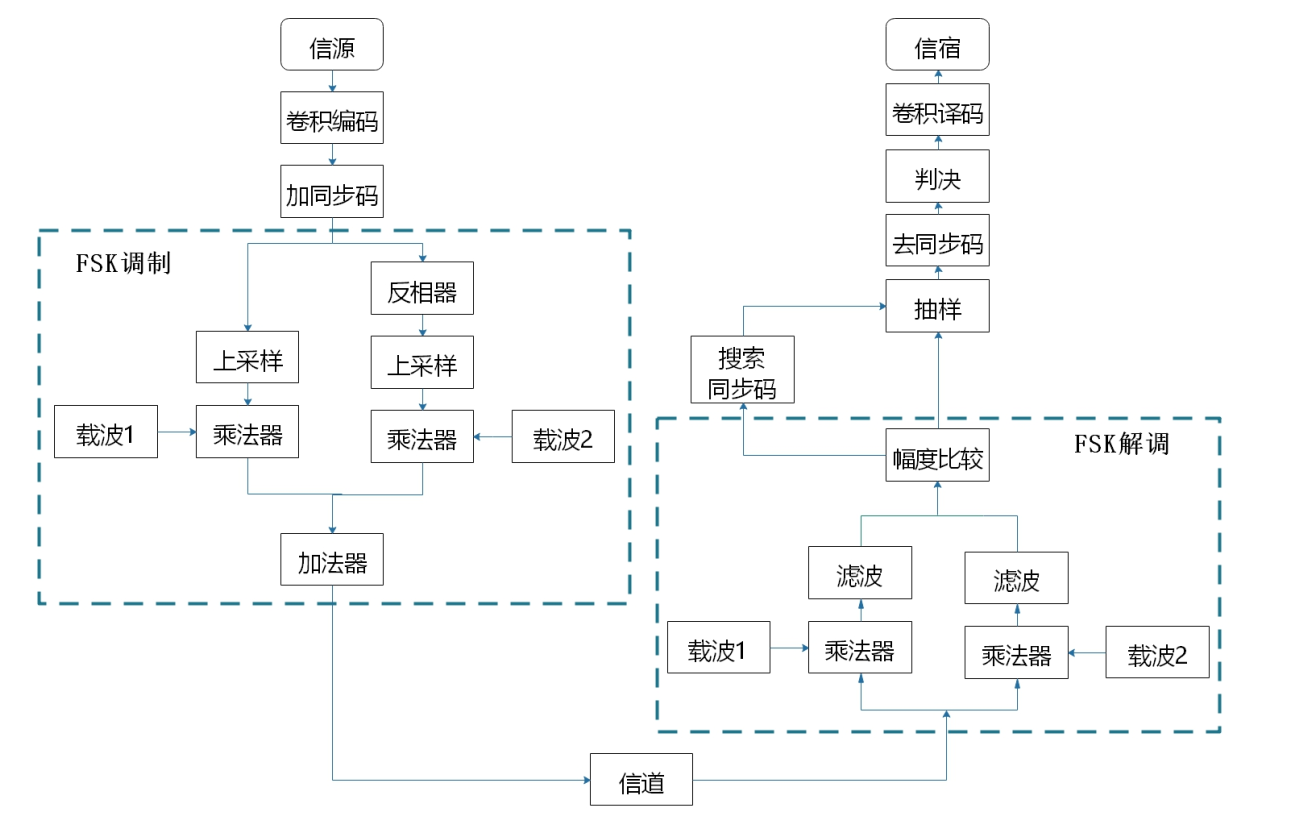 信源
卷积编码
加同步码
FSK调制
反相器
上采样
上采样
载波1
乘法器
乘法器
载波2
加法器
信道
信宿
卷积译码
判决
去同步码
抽样
搜索
同步码
幅度比较
FSK解调
滤波
滤波
载波1
乘法器
乘法器
载波2